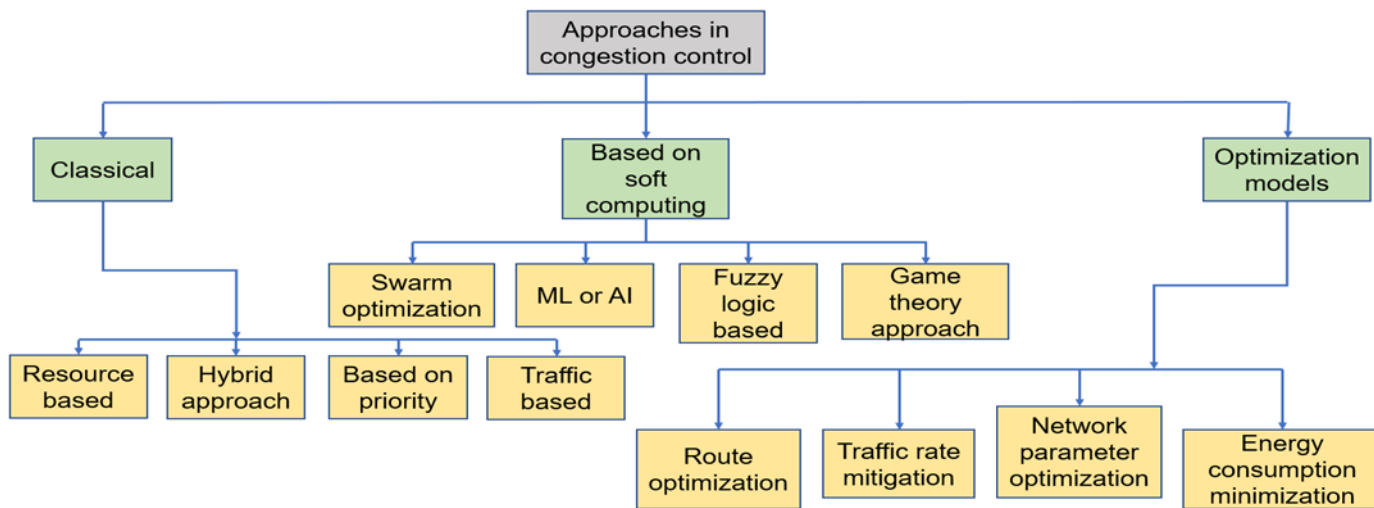 Approaches in
congestion control
Classical
Based on
soft
computing
Optimization
models
Swarm
optimization
ML or AI
Fuzzy
logic
based
Game
theory
approach
Resource
based
Hybrid
approach
Based on
priority
Traffic
based
Route
optimization
Traffic rate
mitigation
Network
parameter
optimization
Energy
consumption
minimization